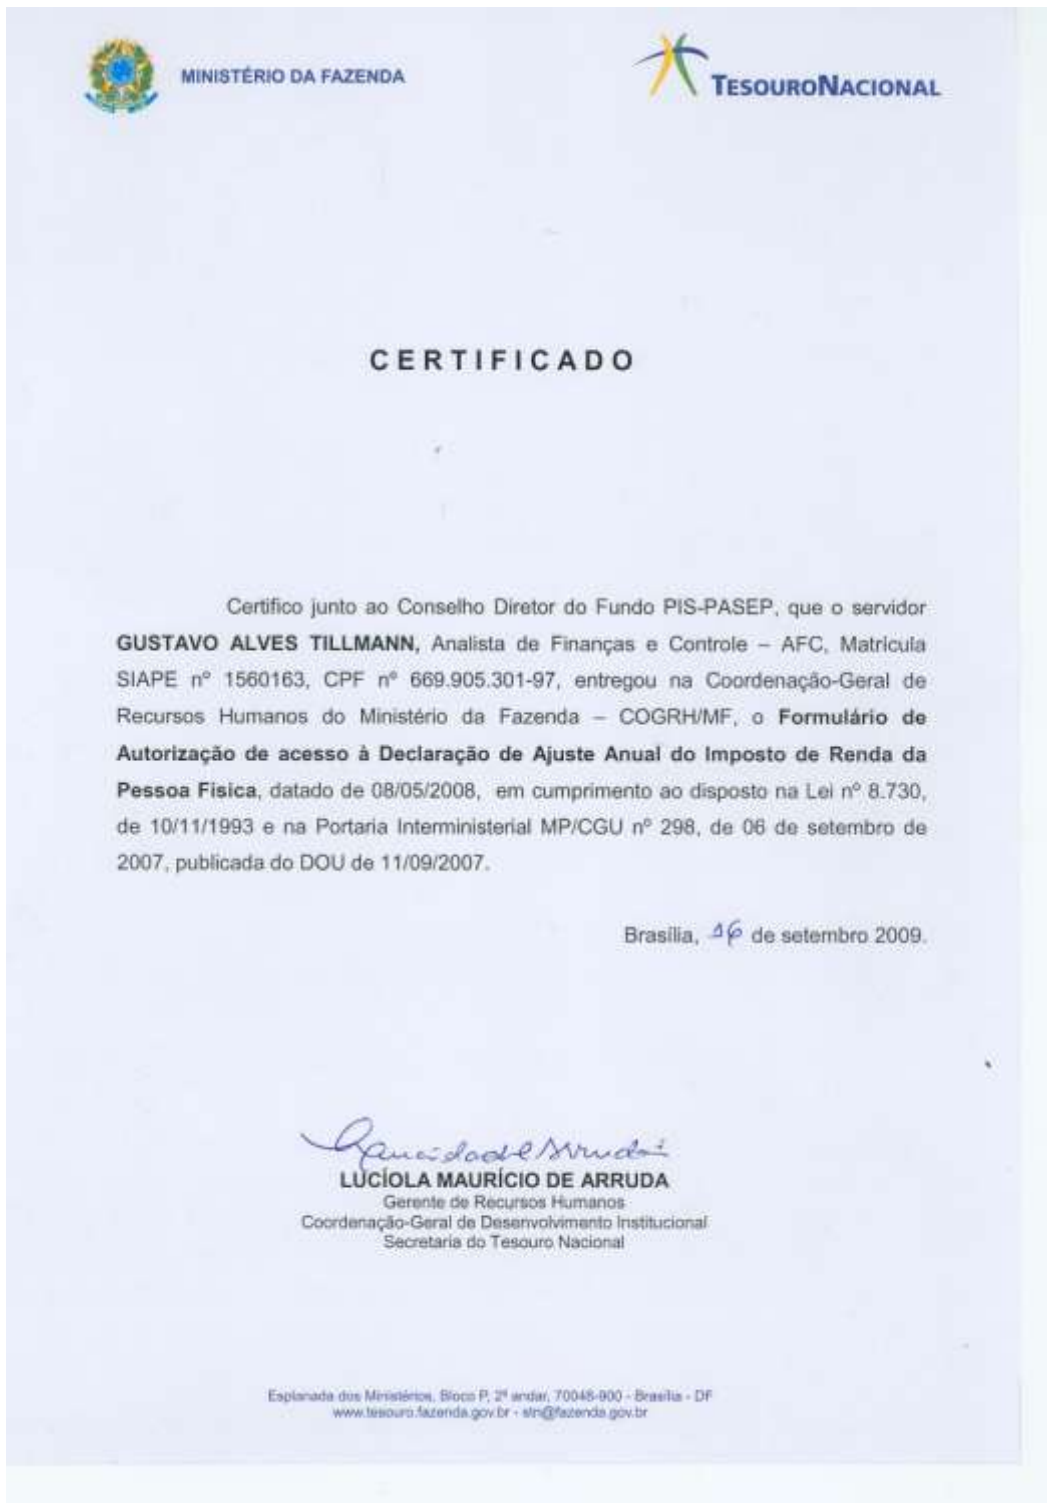 MINISTÉRIO DA FAZENDA
TESOURONACIONAL
CERTIFICADO
Certifico junto ao Conselho Diretor do Fundo PIS-PASEP, que o servidor
GUSTAVO ALVES TILLMANN, Analista de Finanças e Controle – AFC, Matrícula
SIAPE nº 1560163, CPF nº 669.905.301-97, entregou na Coordenação-Geral de
Recursos Humanos do Ministério da Fazenda – COGRH/MF, o Formulário de
Autorização de acesso à Declaração de Ajuste Anual do Imposto de Renda da
Pessoa Física, datado de 08/05/2008, em cumprimento ao disposto na Lei nº 8.730,
de 10/11/1993 e na Portaria Interministerial MP/CGU nº 298, de 06 de setembro de
2007, publicada do DOU de 11/09/2007.
Brasília, 16 de setembro 2009.
LUCÍOLA MAURÍCIO DE ARRUDA
Gerente de Recursos Humanos
Coordenação-Geral de Desenvolvimento Institucional
Secretaria do Tesouro Nacional
Esplanada dos Ministérios, Bloco P, 2º andar, 70048-900 - Brasília - DF
www.tesouro.fazenda.gov.br - stn@fazenda.gov.br